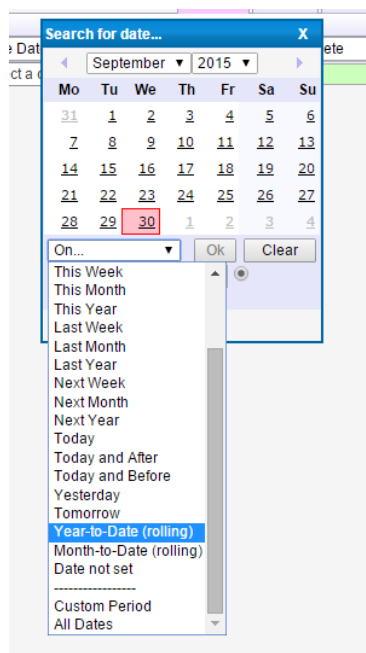 Search for date... X
e Dat
ete
ct a
September 2015
Mo Tu We Th Fr Sa Su
31 1 2 3 4 5 6
7 8 9 10 11 12 13
14 15 16 17 18 19 20
21 22 23 24 25 26 27
28 29 30 1 2 3 4
On... Ok Clear
This Week
This Month
This Year
Last Week
Last Month
Last Year
Next Week
Next Month
Next Year
Today
Today and After
Today and Before
Yesterday
Tomorrow
Year-to-Date (rolling)
Month-to-Date (rolling)
Date not set
-----------------
Custom Period
All Dates